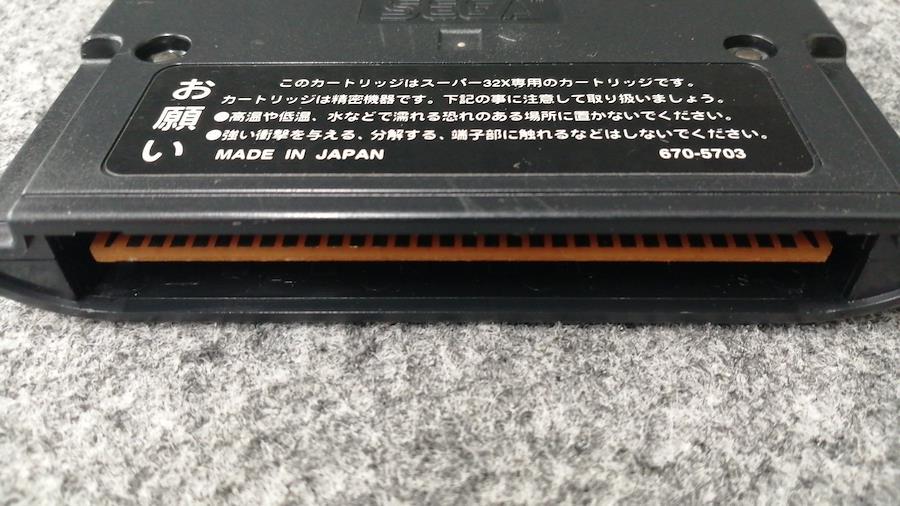 SEGA
お願い
このカートリッジはスーパー32X専用のカートリッジです。
カートリッジは精密機器です。下記の事に注意して取り扱いましょう。
●高温や低温、水などで濡れる恐れのある場所に置かないでください。
●強い衝撃を与える、分解する、端子部に触れるなどはしないでください。
MADE IN JAPAN 670-5703